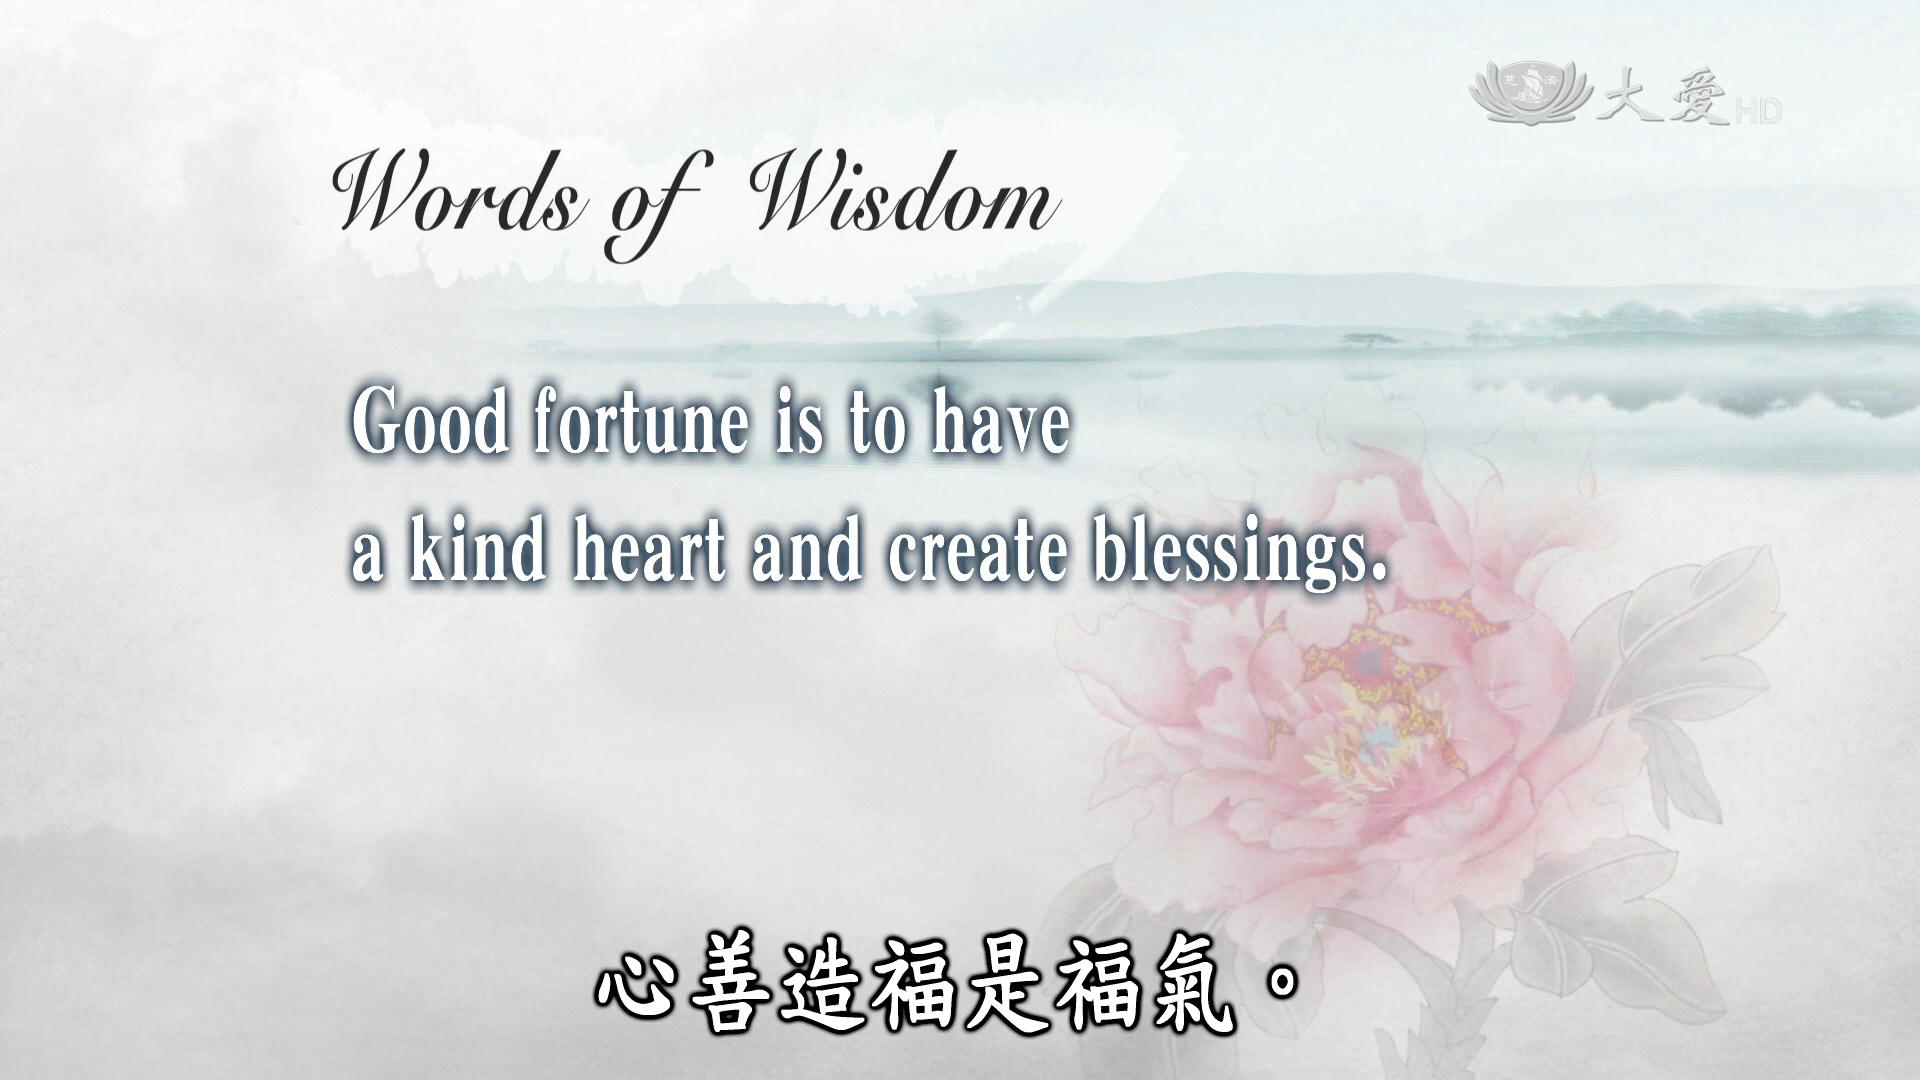 大愛HD
Words of Wisdom
Good fortune is to have
a kind heart and create blessings.
心善造福是福氣。